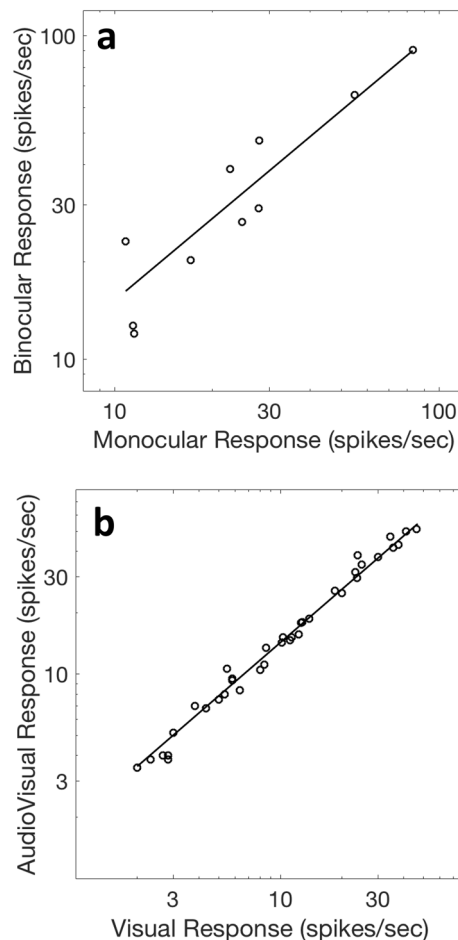 a
Binocular Response (spikes/sec)
100
30
10
10 30 100
Monocular Response (spikes/sec)
b
AudioVisual Response (spikes/sec)
30
10
3
3 10 30
Visual Response (spikes/sec)